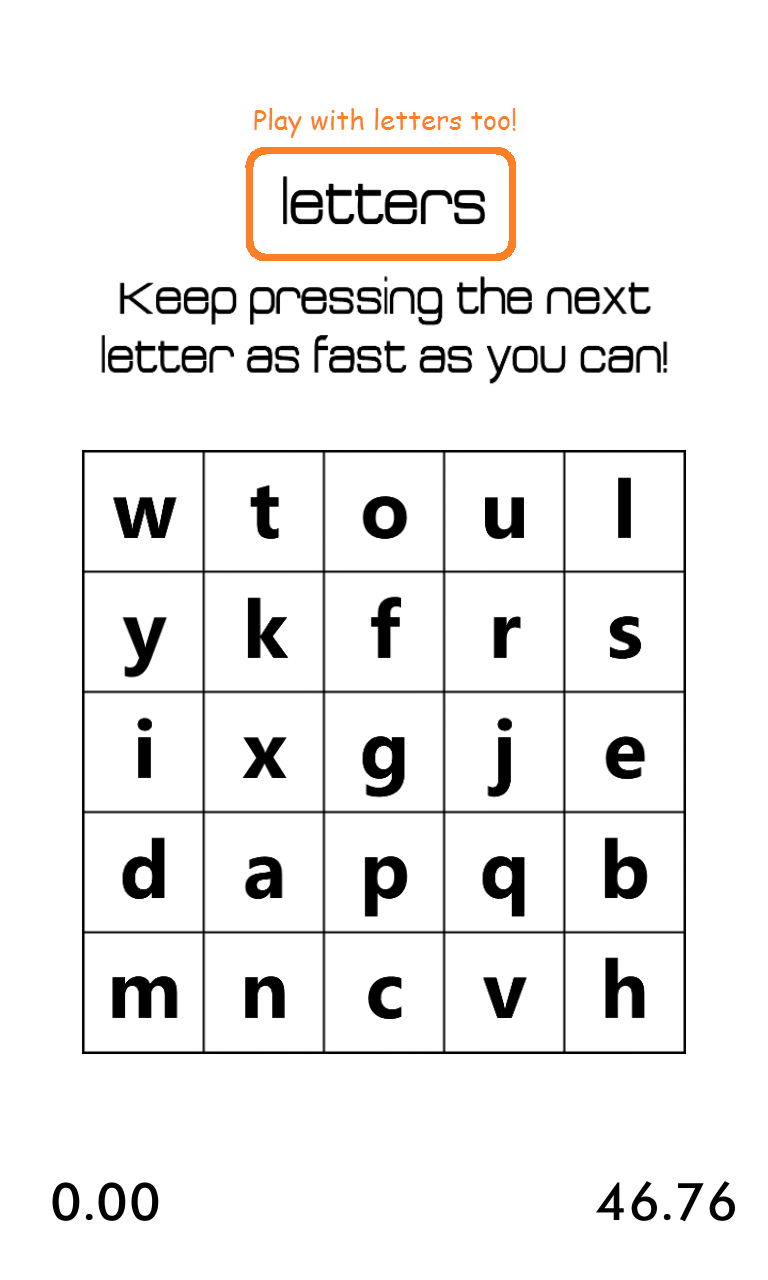 Play with letters too!
letters
Keep pressing the next
letter as fast as you can!
w t o u l
y k f r s
i x g j e
d a p q b
m n c v h
0.00 46.76